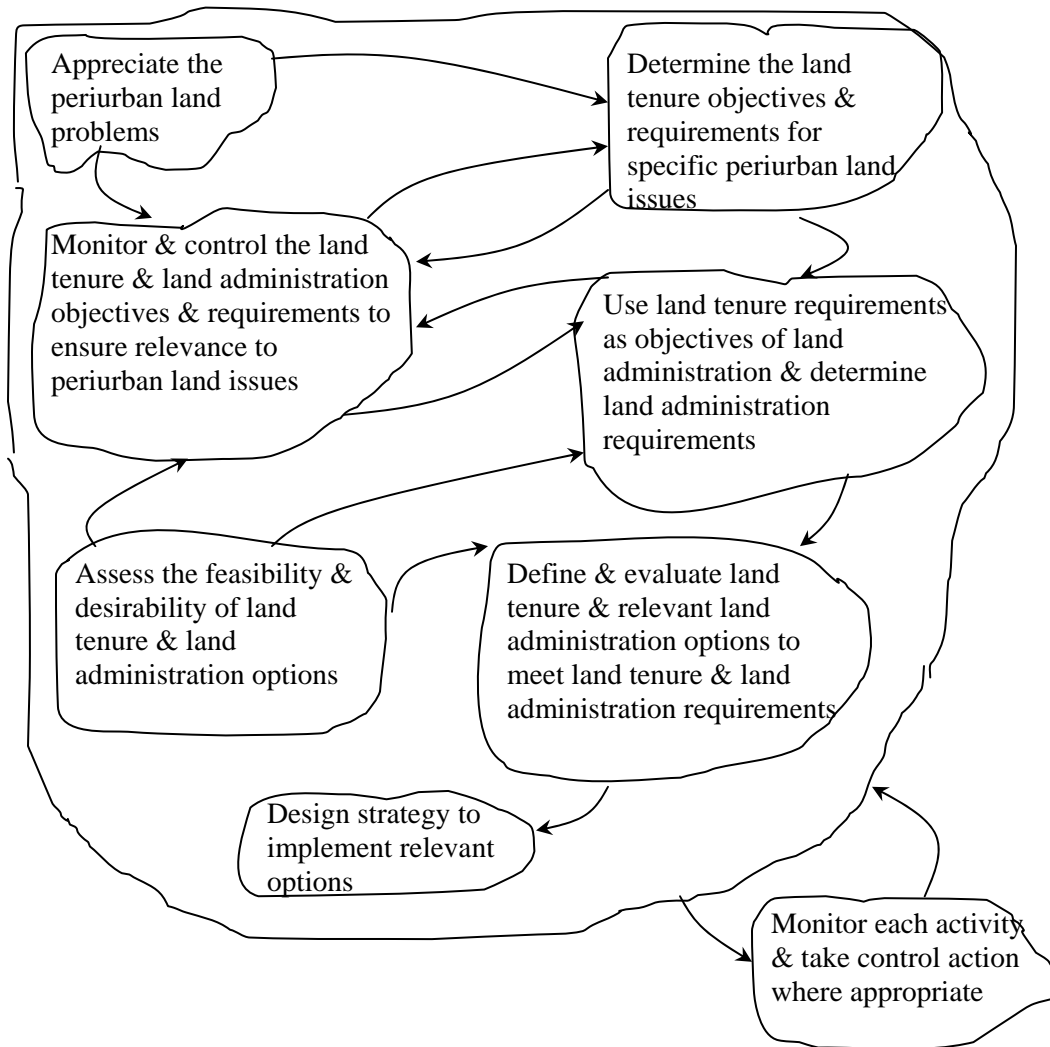 Appreciate the
periurban land
problems
Determine the land
tenure objectives &
requirements for
specific periurban land
issues
Monitor & control the land
tenure & land administration
objectives & requirements to
ensure relevance to
periurban land issues
Use land tenure requirements
as objectives of land
administration & determine
land administration
requirements
Assess the feasibility &
desirability of land
tenure & land
administration options
Define & evaluate land
tenure & relevant land
administration options to
meet land tenure & land
administration requirements
Design strategy to
implement relevant
options
Monitor each activity
& take control action
where appropriate